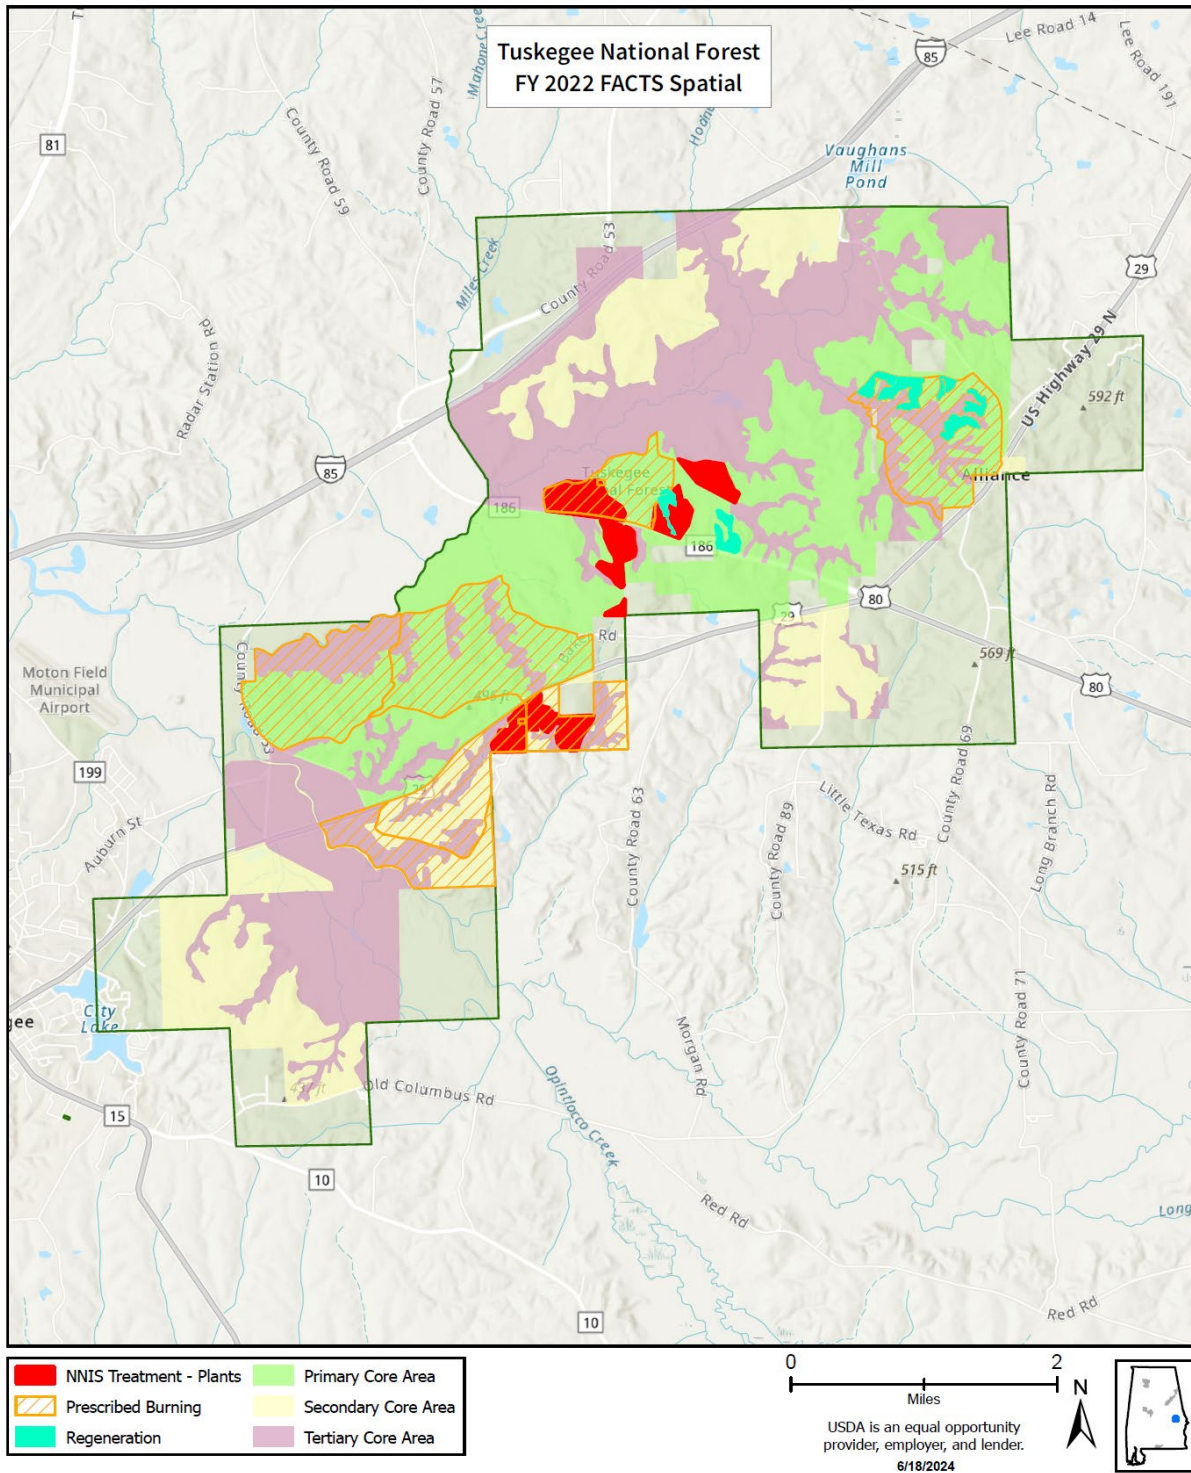 Tuskegee National Forest
FY 2022 FACTS Spatial
Lee Road 14
Lee Road 191
85
81
County Road 59
County Road 57
Vaughans
Mill
Pond
County Road 53
Miles Creek
29
US Highway 29 N
Radar Station Rd
592 ft
85
Tuskegee
Alliance
186
186
80
29
Rd
569 ft
80
Moton Field
Municipal
Airport
199
Auburn St
County Road 63
County Road 89
Little Texas Rd
County Road 69
Long Branch Rd
515 ft
City
Lake
gee
County Road 71
Morgan Rd
Old Columbus Rd
Opintlocco Creek
15
10
Red Rd
Long
Red Rd
10
NNIS Treatment - Plants
Prescribed Burning
Regeneration
Primary Core Area
Secondary Core Area
Tertiary Core Area
0 2
Miles
N
USDA is an equal opportunity
provider, employer, and lender.
6/18/2024